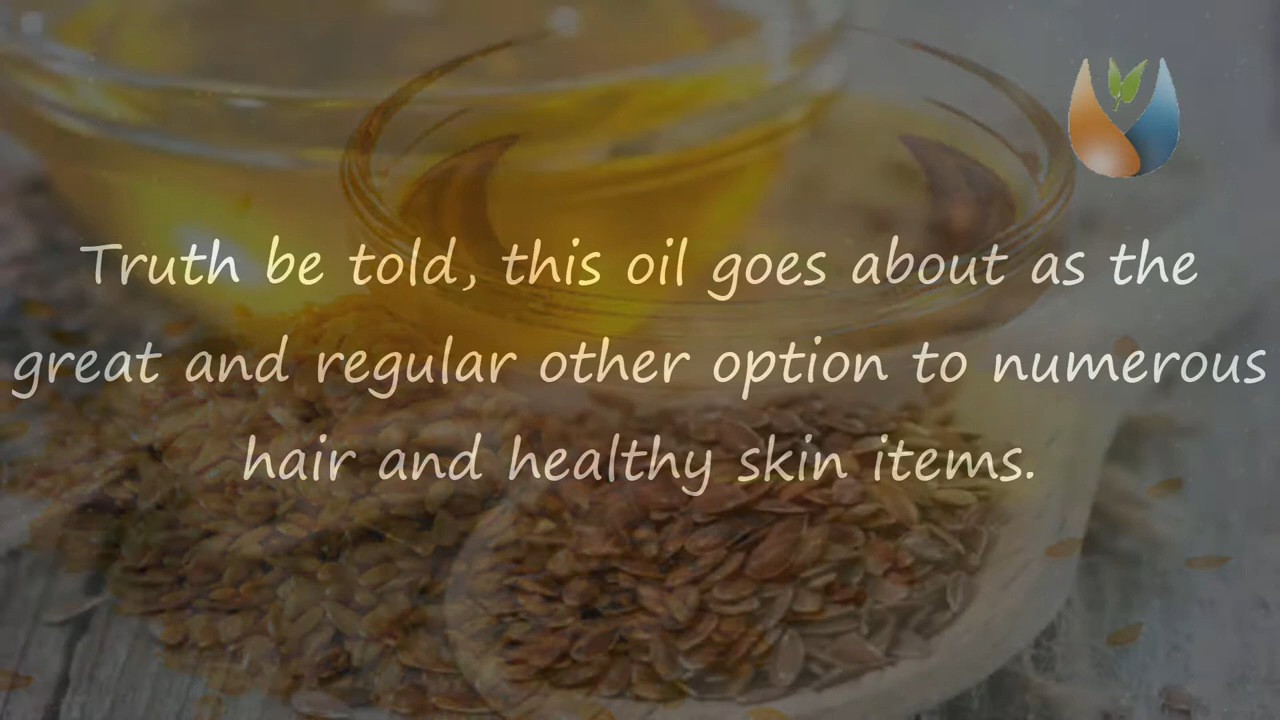 Truth be told, this oil goes about as the
great and regular other option to numerous
hair and healthy skin items.